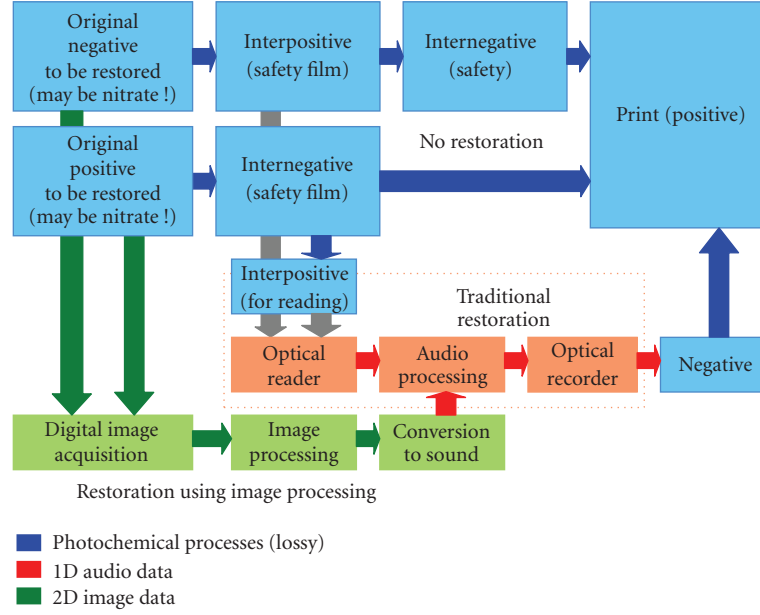 Original
negative
to be restored
(may be nitrate !)
Interpositive
(safety film)
Internegative
(safety)
Print (positive)
Original
positive
to be restored
(may be nitrate !)
Internegative
(safety film)
No restoration
Interpositive
(for reading)
Traditional
restoration
Optical
reader
Audio
processing
Optical
recorder
Negative
Digital image
acquisition
Image
processing
Conversion
to sound
Restoration using image processing
Photochemical processes (lossy)
1D audio data
2D image data